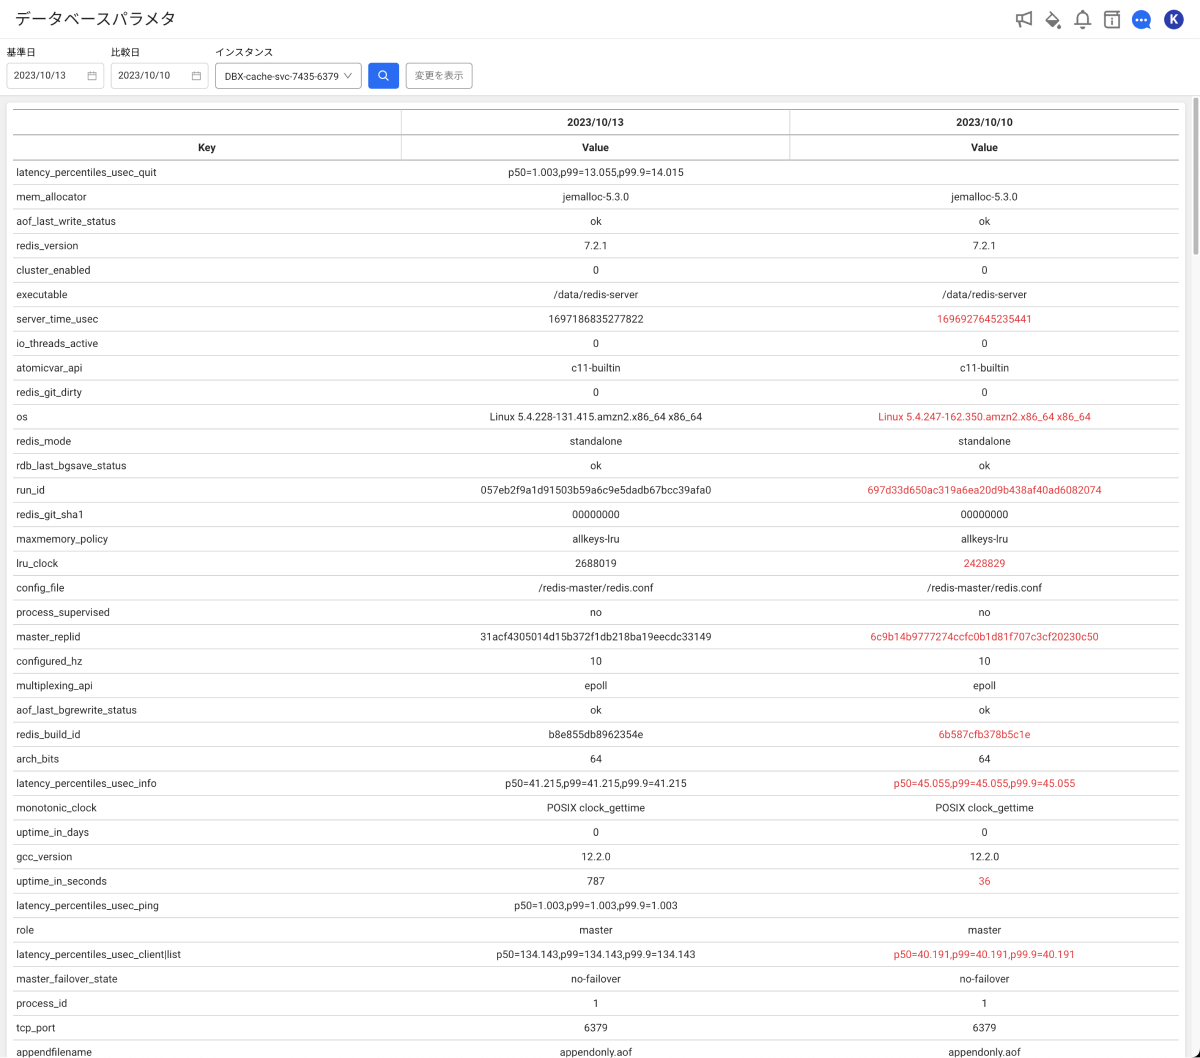 データベースパラメタ
K
基準日 比較日 インスタンス
2023/10/13 2023/10/10 DBX-cache-svc-7435-6379 変更を表示
2023/10/13 2023/10/10
Key Value Value
latency_percentiles_usec_quit p50=1.003,p99=13.055,p99.9=14.015
mem_allocator jemalloc-5.3.0 jemalloc-5.3.0
aof_last_write_status ok ok
redis_version 7.2.1 7.2.1
cluster_enabled 0 0
executable /data/redis-server /data/redis-server
server_time_usec 1697186835277822 1696927645235441
io_threads_active 0 0
atomicvar_api c11-builtin c11-builtin
redis_git_dirty 0 0
os Linux 5.4.228-131.415.amzn2.x86_64 x86_64 Linux 5.4.247-162.350.amzn2.x86_64 x86_64
redis_mode standalone standalone
rdb_last_bgsave_status ok ok
run_id 057eb2f9a1d91503b59a6c9e5dadb67bcc39afa0 697d33d650ac319a6ea20d9b438af40ad6082074
redis_git_sha1 00000000 00000000
maxmemory_policy allkeys-lru allkeys-lru
lru_clock 2688019 2428829
config_file /redis-master/redis.conf /redis-master/redis.conf
process_supervised no no
master_replid 31acf4305014d15b372f1db218ba19eecdc33149 6c9b14b9777274ccfc0b1d81f707c3cf20230c50
configured_hz 10 10
multiplexing_api epoll epoll
aof_last_bgrewrite_status ok ok
redis_build_id b8e855db8962354e 6b587cfb378b5c1e
arch_bits 64 64
latency_percentiles_usec_info p50=41.215,p99=41.215,p99.9=41.215 p50=45.055,p99=45.055,p99.9=45.055
monotonic_clock POSIX clock_gettime POSIX clock_gettime
uptime_in_days 0 0
gcc_version 12.2.0 12.2.0
uptime_in_seconds 787 36
latency_percentiles_usec_ping p50=1.003,p99=1.003,p99.9=1.003
role master master
latency_percentiles_usec_client|list p50=134.143,p99=134.143,p99.9=134.143 p50=40.191,p99=40.191,p99.9=40.191
master_failover_state no-failover no-failover
process_id 1 1
tcp_port 6379 6379
appendfilename appendonly.aof appendonly.aof